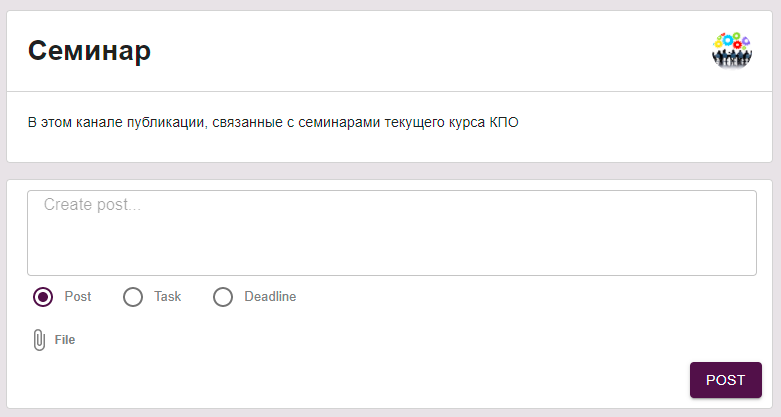 Семинар
В этом канале публикации, связанные с семинарами текущего курса КПО
Create post...
Post Task Deadline
File
POST